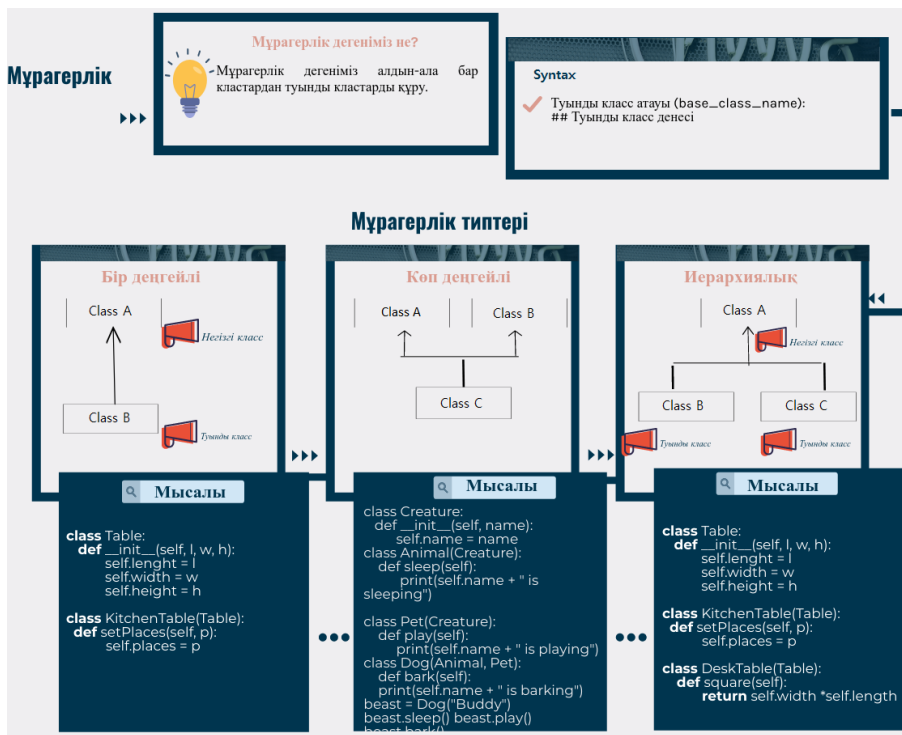 Мұрагерлік
Мұрагерлік дегеніміз не?
Мұрагерлік дегеніміз алдын-ала бар
кластардан туынды кластарды құру.
Syntax
Туынды класс атауы (base_class_name):
## Туынды класс денесі
Мұрагерлік типтері
Бір деңгейлі
Class A
Негізгі класс
Class B
Туынды класс
Мысалы
class Table:
def __init__(self, l, w, h):
self.lenght = l
self.width = w
self.height = h
class KitchenTable(Table):
def setPlaces(self, p):
self.places = p
Көп деңгейлі
Class A
Class B
Class C
Мысалы
class Creature:
def __init__(self, name):
self.name = name
class Animal(Creature):
def sleep(self):
print(self.name + " is
sleeping")
class Pet(Creature):
def play(self):
print(self.name + " is playing")
class Dog(Animal, Pet):
def bark(self):
print(self.name + " is barking")
beast = Dog("Buddy")
beast.sleep() beast.play()
beast.bark()
Иерархиялық
Class A
Негізгі класс
Class B
Class C
Туынды класс
Туынды класс
Мысалы
class Table:
def __init__(self, l, w, h):
self.lenght = l
self.width = w
self.height = h
class KitchenTable(Table):
def setPlaces(self, p):
self.places = p
class DeskTable(Table):
def square(self):
return self.width *self.length